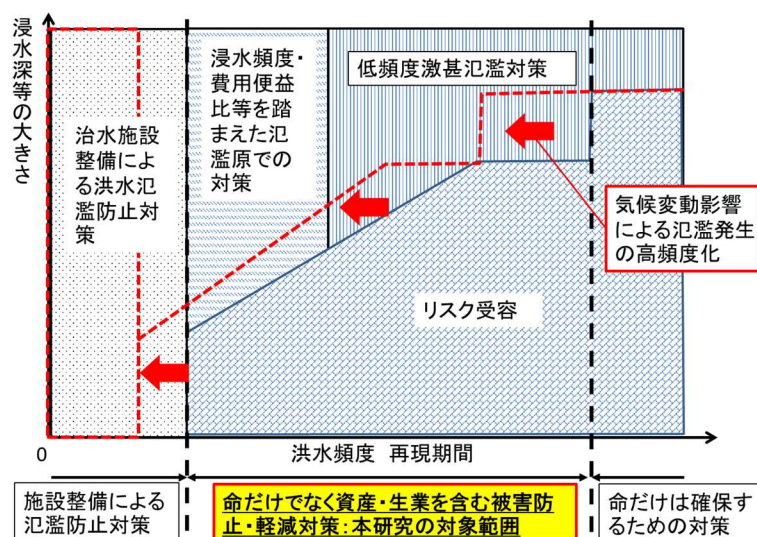 浸水深等の大きさ
治水施設
整備によ
る洪水氾
濫防止対
策
浸水頻度・
費用便益
比等を踏
まえた氾
濫原での
対策
低頻度激甚氾濫対策
気候変動影響
による氾濫発生
の高頻度化
リスク受容
0
洪水頻度 再現期間
施設整備による
氾濫防止対策
命だけでなく資産・生業を含む被害防
止・軽減対策：本研究の対象範囲
命だけは確保す
るための対策